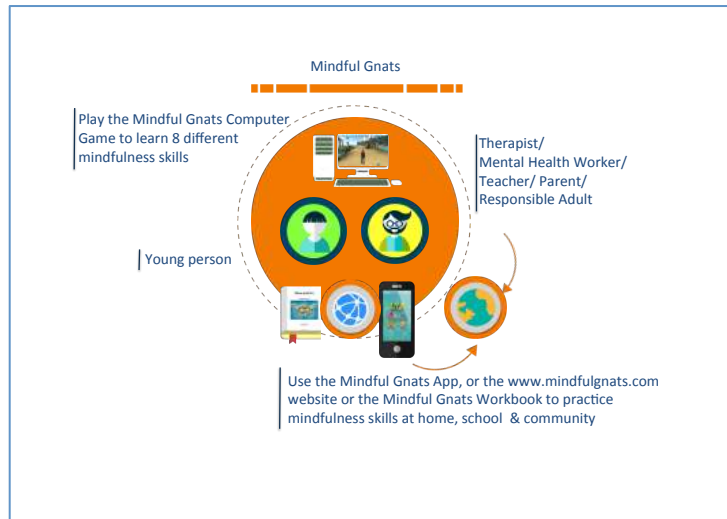 Mindful Gnats
Play the Mindful Gnats Computer
Game to learn 8 different
mindfulness skills
Therapist/
Mental Health Worker/
Teacher/ Parent/
Responsible Adult
Young person
Use the Mindful Gnats App, or the www.mindfulgnats.com
website or the Mindful Gnats Workbook to practice
mindfulness skills at home, school & community